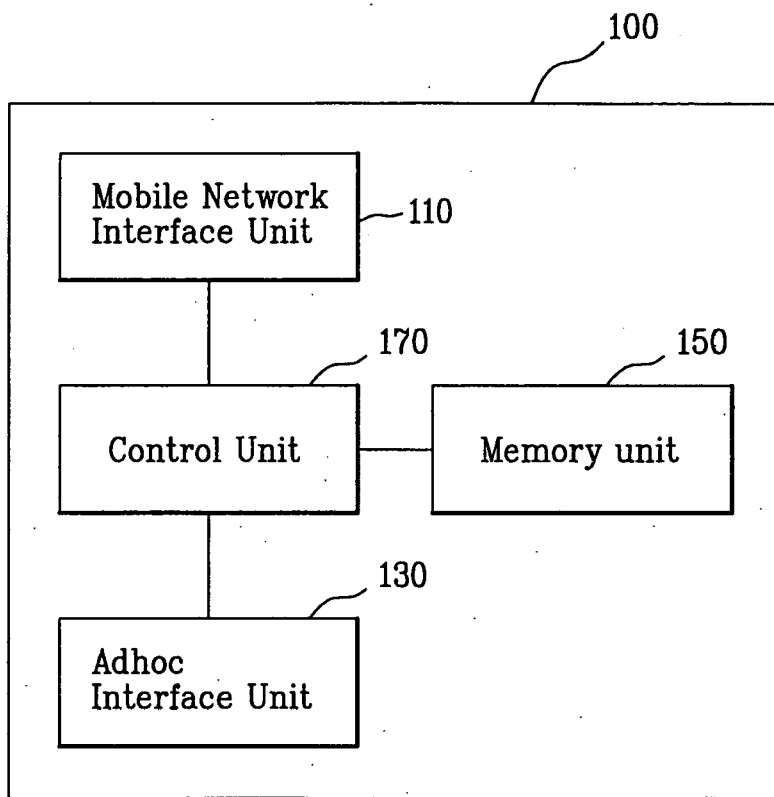 100
Mobile Network
Interface Unit
110
170
150
Control Unit
Memory unit
130
Adhoc
Interface Unit